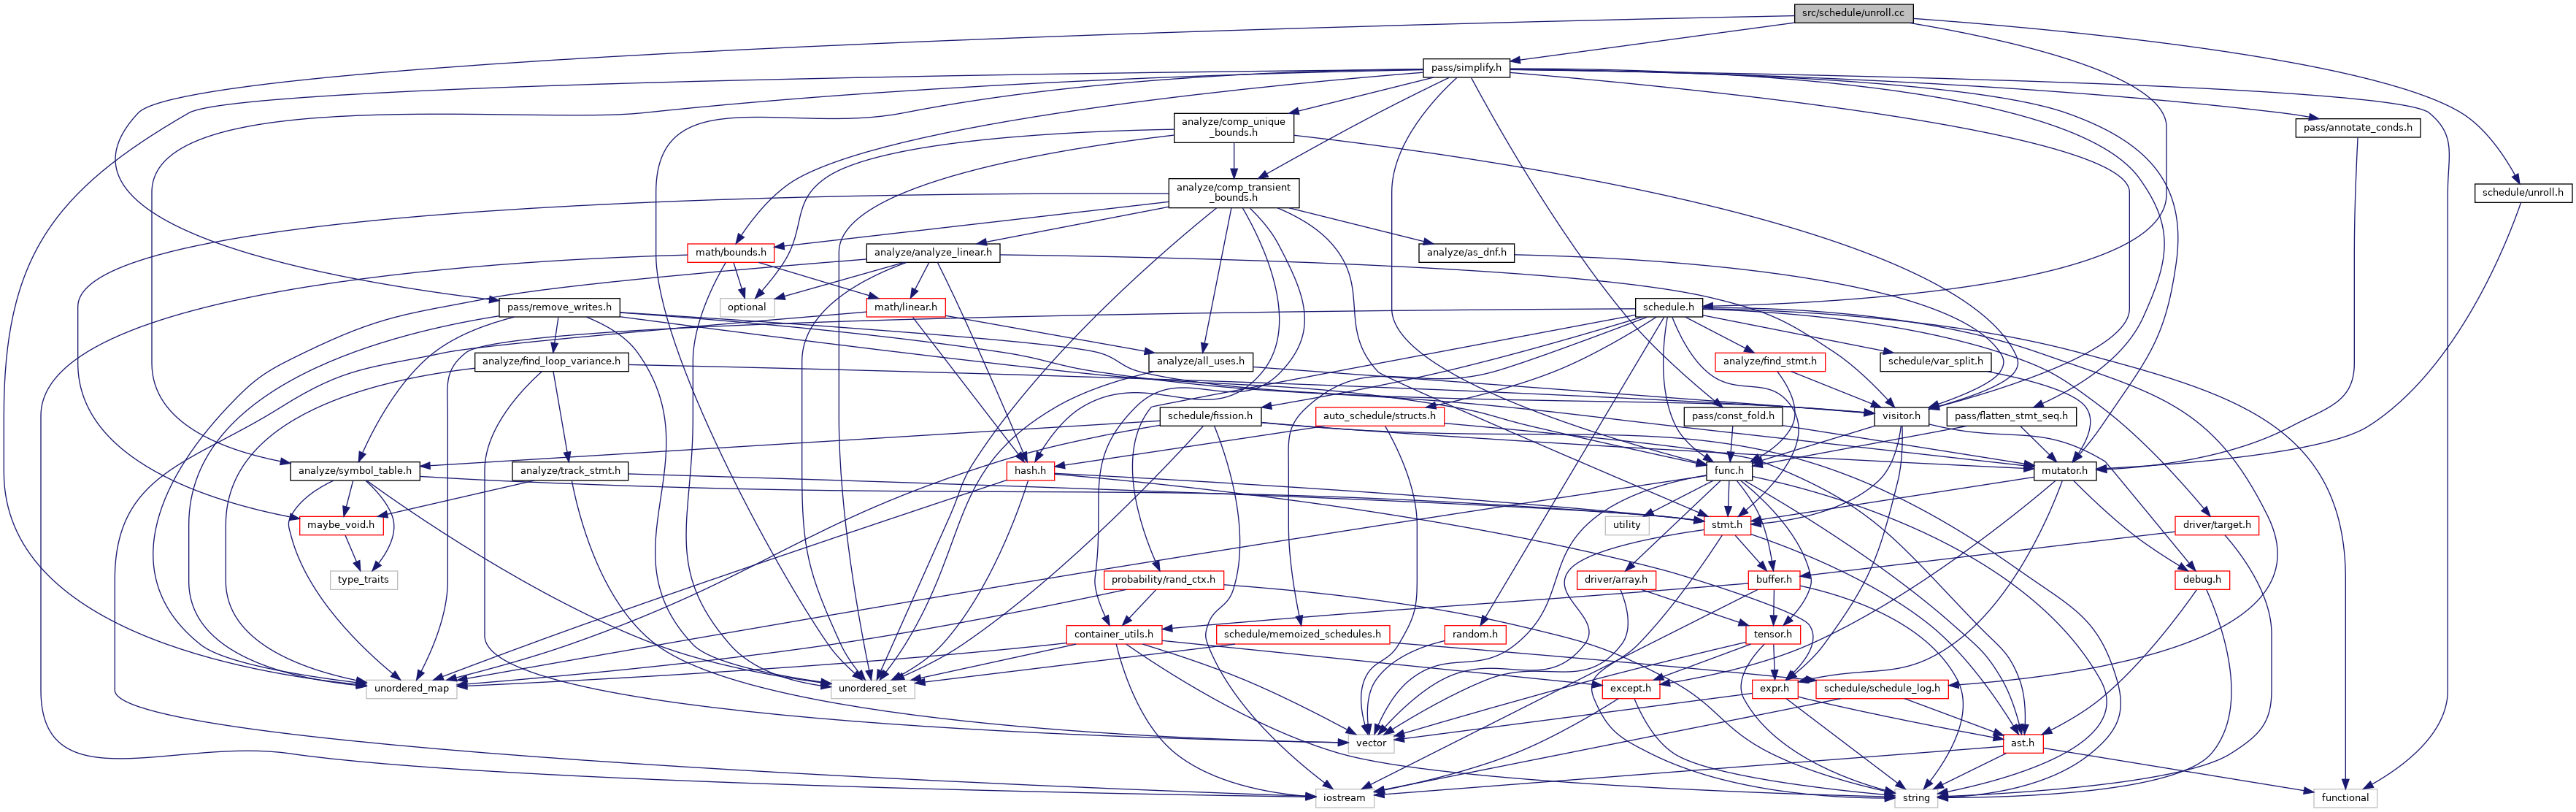 src/schedule/unroll.cc
pass/simplify.h
analyze/comp_unique
_bounds.h
pass/annotate_conds.h
analyze/comp_transient
_bounds.h
schedule/unroll.h
math/bounds.h
analyze/analyze_linear.h
analyze/as_dnf.h
pass/remove_writes.h
optional
math/linear.h
schedule.h
analyze/find_loop_variance.h
analyze/all_uses.h
analyze/find_stmt.h
schedule/var_split.h
schedule/fission.h
auto_schedule/structs.h
pass/const_fold.h
visitor.h
pass/flatten_stmt_seq.h
analyze/symbol_table.h
analyze/track_stmt.h
hash.h
func.h
mutator.h
maybe_void.h
utility
stmt.h
driver/target.h
type_traits
probability/rand_ctx.h
driver/array.h
buffer.h
debug.h
container_utils.h
schedule/memoized_schedules.h
random.h
tensor.h
unordered_map
unordered_set
except.h
expr.h
schedule/schedule_log.h
vector
ast.h
iostream
string
functional